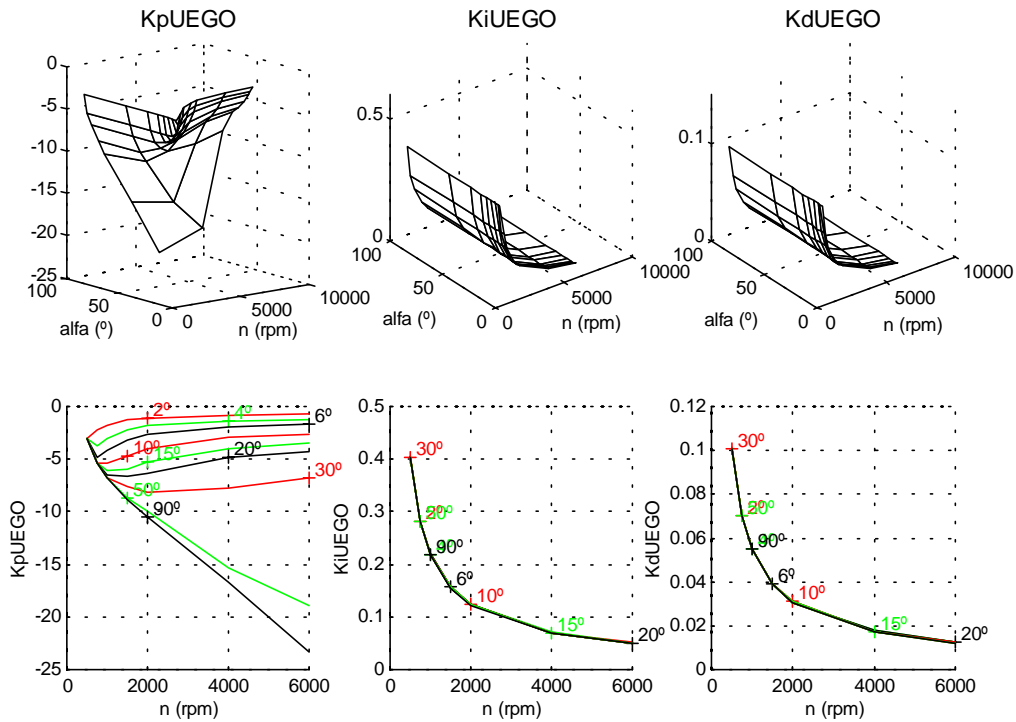 KpUEGO
KiUEGO
KdUEGO
0
-5
-10
-15
-20
-25
100
50
0
0
5000
10000
alfa (º)
n (rpm)
0.5
0
100
50
0
0
5000
10000
alfa (º)
n (rpm)
0.1
0
100
50
0
0
5000
10000
alfa (º)
n (rpm)
KpUEGO
0
-5
-10
-15
-20
-25
0
2000
4000
6000
n (rpm)
2º
4º
6º
10º
15º
20º
30º
50º
90º
KiUEGO
0.5
0.4
0.3
0.2
0.1
0
0
2000
4000
6000
n (rpm)
30º
90º
6º
10º
15º
20º
KdUEGO
0.12
0.1
0.08
0.06
0.04
0.02
0
0
2000
4000
6000
n (rpm)
30º
90º
6º
10º
15º
20º